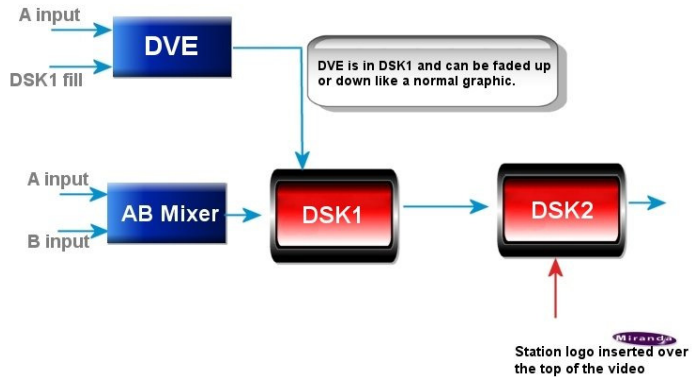 A input
DVE
DSK1 fill
DVE is in DSK1 and can be faded up
or down like a normal graphic.
A input
AB Mixer
B input
DSK1
DSK2
Miranda
Station logo inserted over
the top of the video